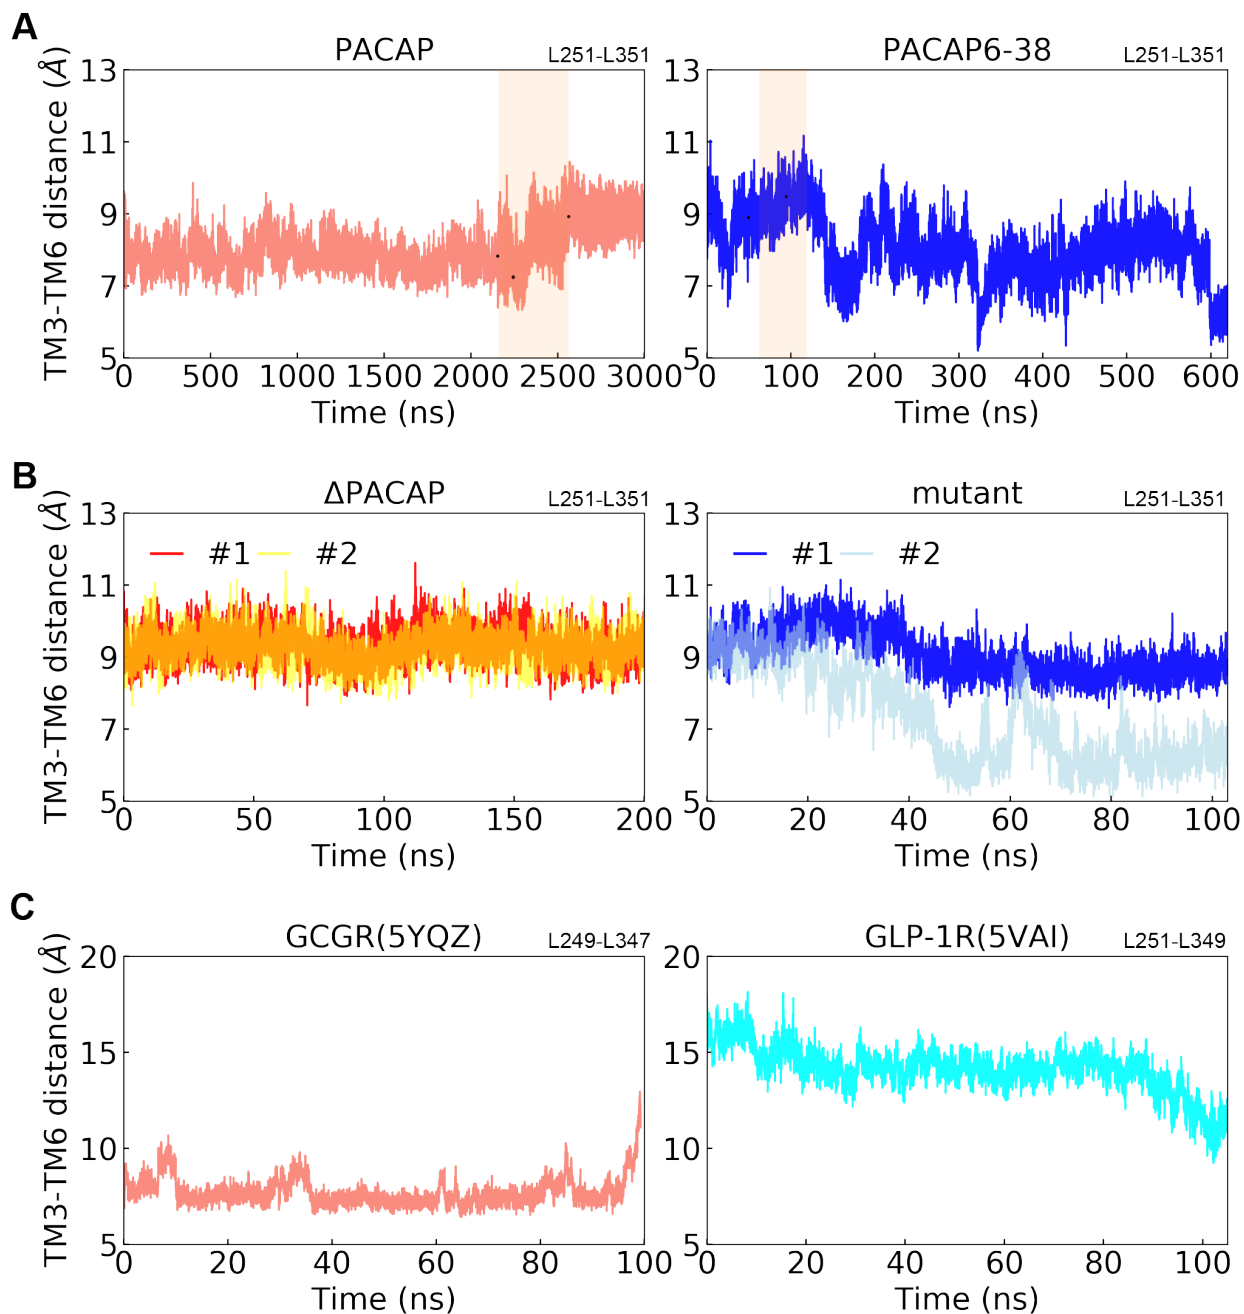 A
PACAP L251-L351
13
11
9
7
5
TM3-TM6 distance (Å)
0 500 1000 1500 2000 2500 3000
Time (ns)
PACAP6-38 L251-L351
13
11
9
7
5
0 100 200 300 400 500 600
Time (ns)
B
ΔPACAP L251-L351
#1 #2
13
11
9
7
5
TM3-TM6 distance (Å)
0 50 100 150 200
Time (ns)
mutant L251-L351
#1 #2
13
11
9
7
5
0 20 40 60 80 100
Time (ns)
C
GCGR(5YQZ) L249-L347
20
15
10
5
TM3-TM6 distance (Å)
0 20 40 60 80 100
Time (ns)
GLP-1R(5VAI) L251-L349
20
15
10
5
0 20 40 60 80 100
Time (ns)